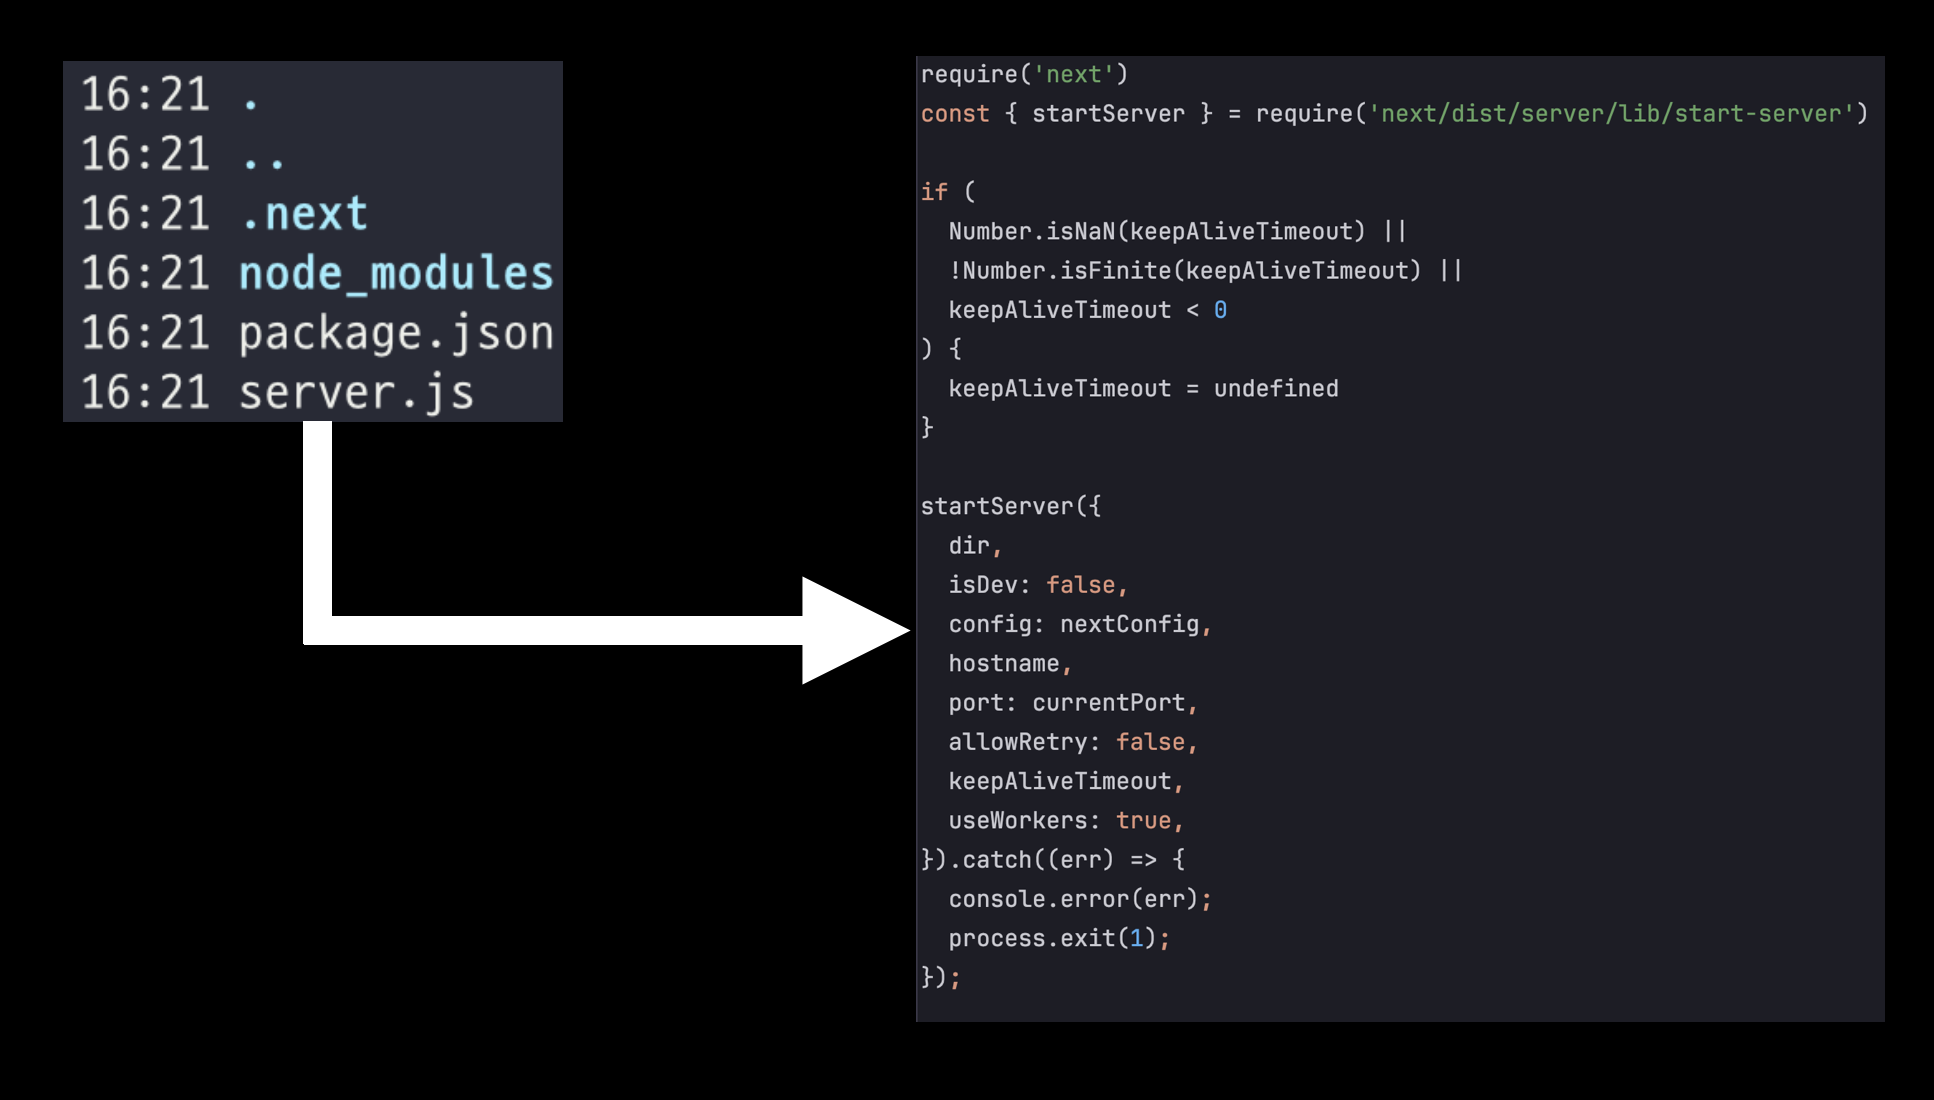 16:21 .
16:21 ..
16:21 .next
16:21 node_modules
16:21 package.json
16:21 server.js
require('next')
const { startServer } = require('next/dist/server/lib/start-server')
if (
  Number.isNaN(keepAliveTimeout) ||
  !Number.isFinite(keepAliveTimeout) ||
  keepAliveTimeout < 0
) {
  keepAliveTimeout = undefined
}
startServer({
  dir,
  isDev: false,
  config: nextConfig,
  hostname,
  port: currentPort,
  allowRetry: false,
  keepAliveTimeout,
  useWorkers: true,
}).catch((err) => {
  console.error(err);
  process.exit(1);
});